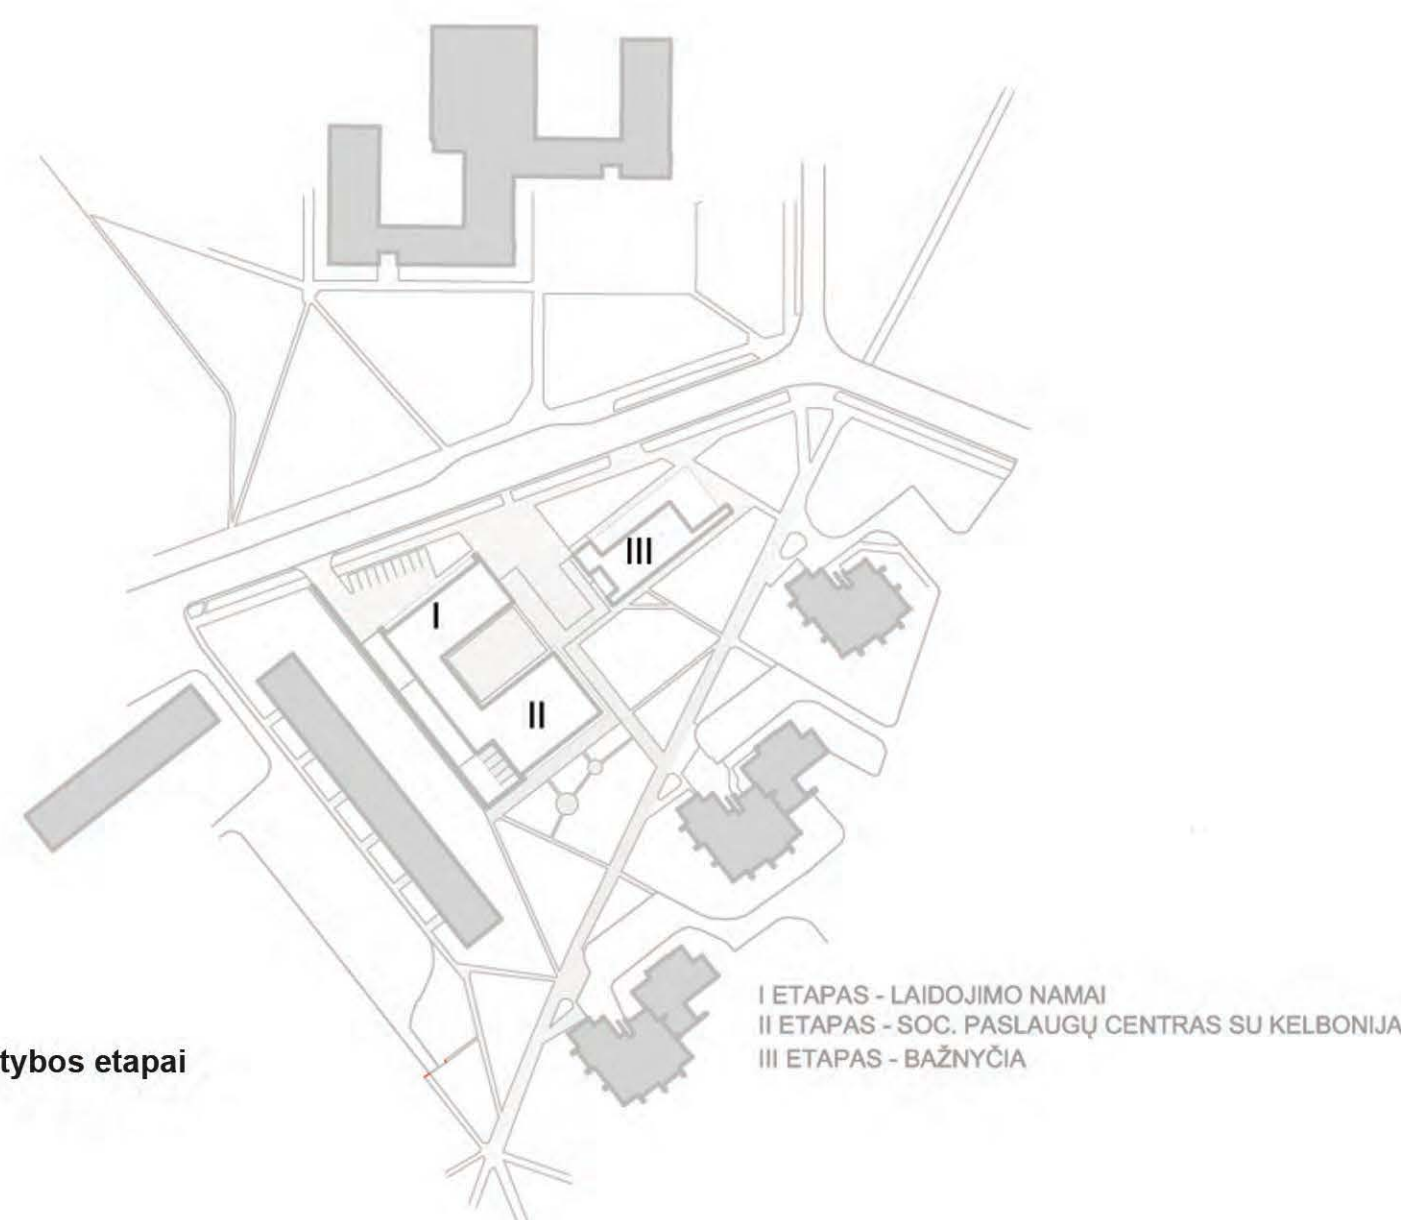 III
I
II
I ETAPAS - LAIDOJIMO NAMAI
II ETAPAS - SOC. PASLAUGŲ CENTRAS SU KELBONIJA
III ETAPAS - BAŽNYČIA
tybos etapai